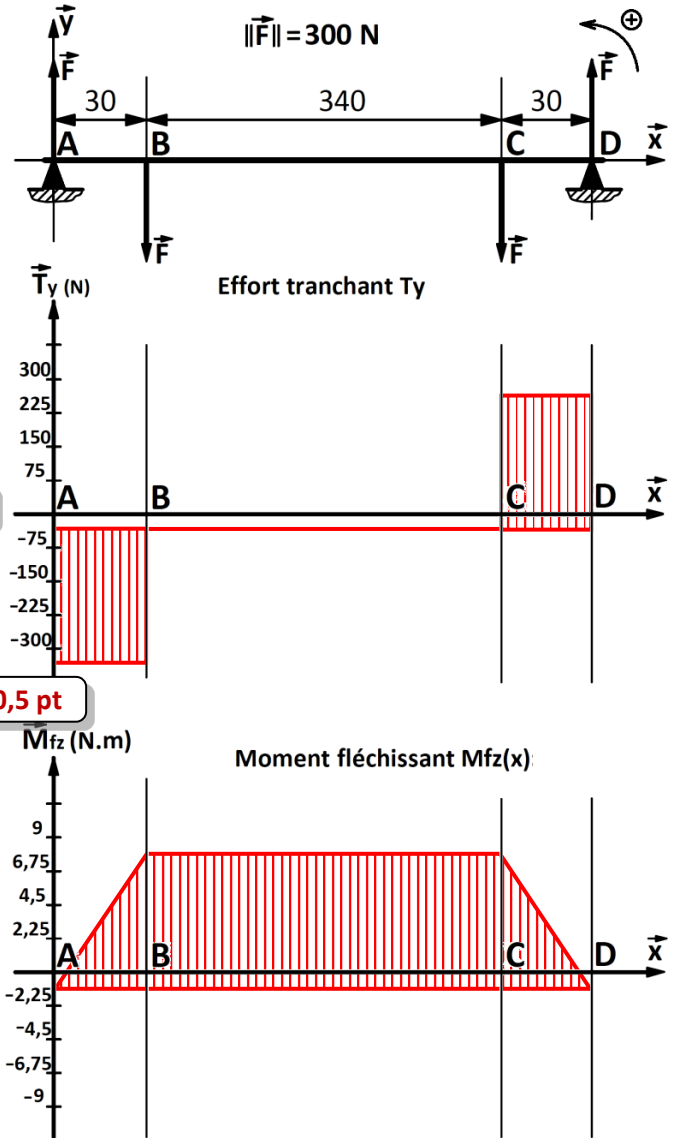 y
||F|| = 300 N
+
F
F
30
340
30
A
B
C
D
x
F
F
Ty (N)
Effort tranchant Ty
300
225
150
75
A
B
C
D
x
-75
-150
-225
-300
0,5 pt
Mfz (N.m)
Moment fléchissant Mfz(x):
9
6,75
4,5
2,25
A
B
C
D
x
-2,25
-4,5
-6,75
-9